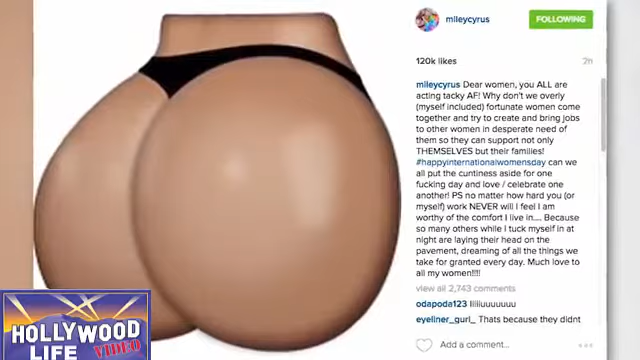 mileycyrus
FOLLOWING
120k likes
2h
mileycyrus Dear women, you ALL are
acting tacky AF! Why don't we overly
(myself included) fortunate women come
together and try to create and bring jobs
to other women in desperate need of
them so they can support not only
THEMSELVES but their families!
#happyinternationalwomensday can we
all put the cuntiness aside for one
fucking day and love / celebrate one
another! PS no matter how hard you (or
myself) work NEVER will I feel I am
worthy of the comfort I live in.... Because
so many others while I tuck myself in at
night are laying their head on the
pavement, dreaming of all the things we
take for granted every day. Much love to
all my women!!!!
view all 2,743 comments
odapoda123 Iiliiuuuuuuu
eyeliner_gurl_ Thats because they didnt
Add a comment...
HOLLYWOOD
LIFE
VIDEO